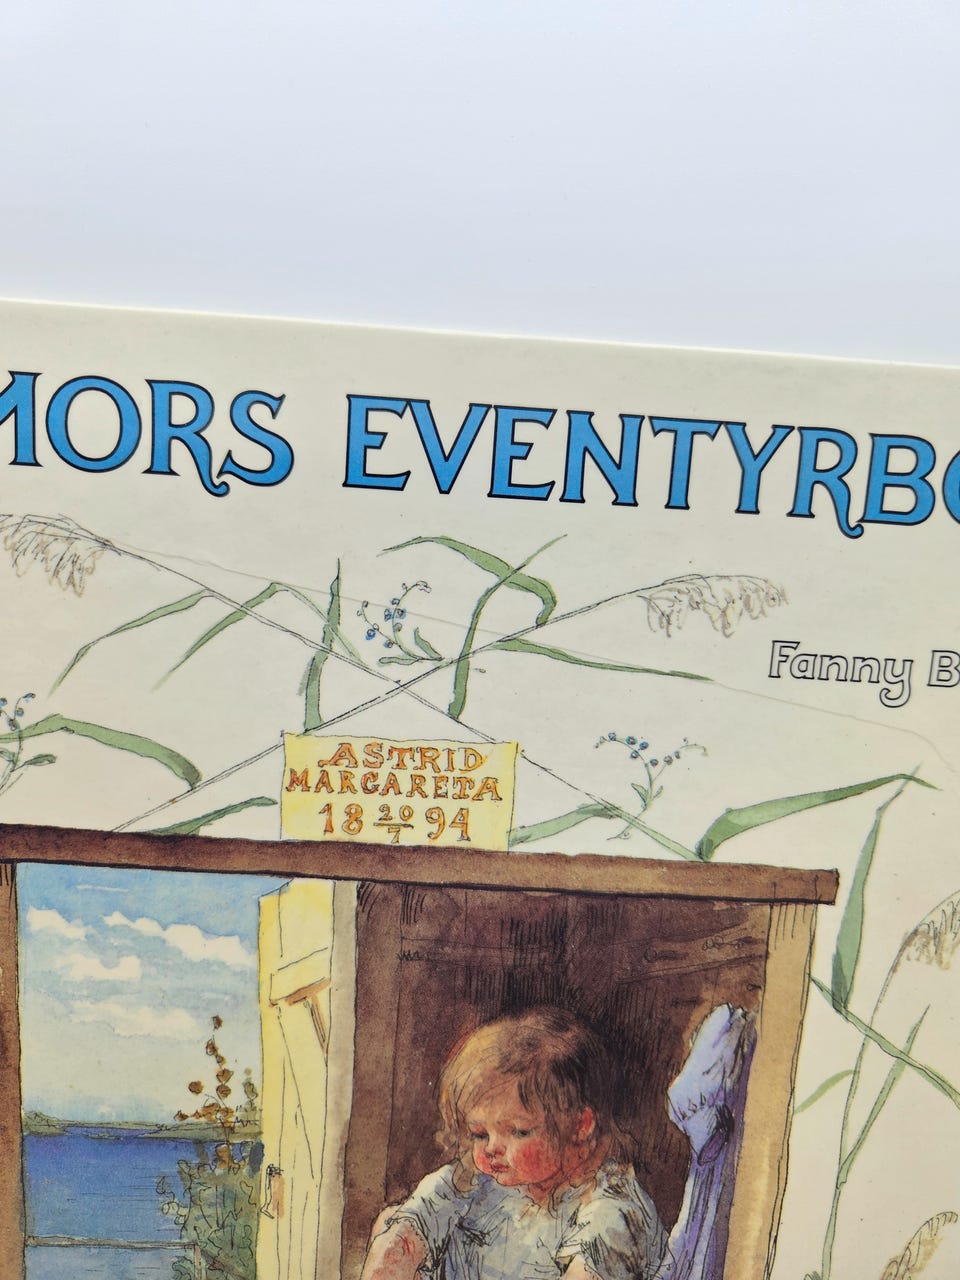 MORS EVENTYRBO
Fanny B
ASTRID
MARGARETA
18 20/7 94